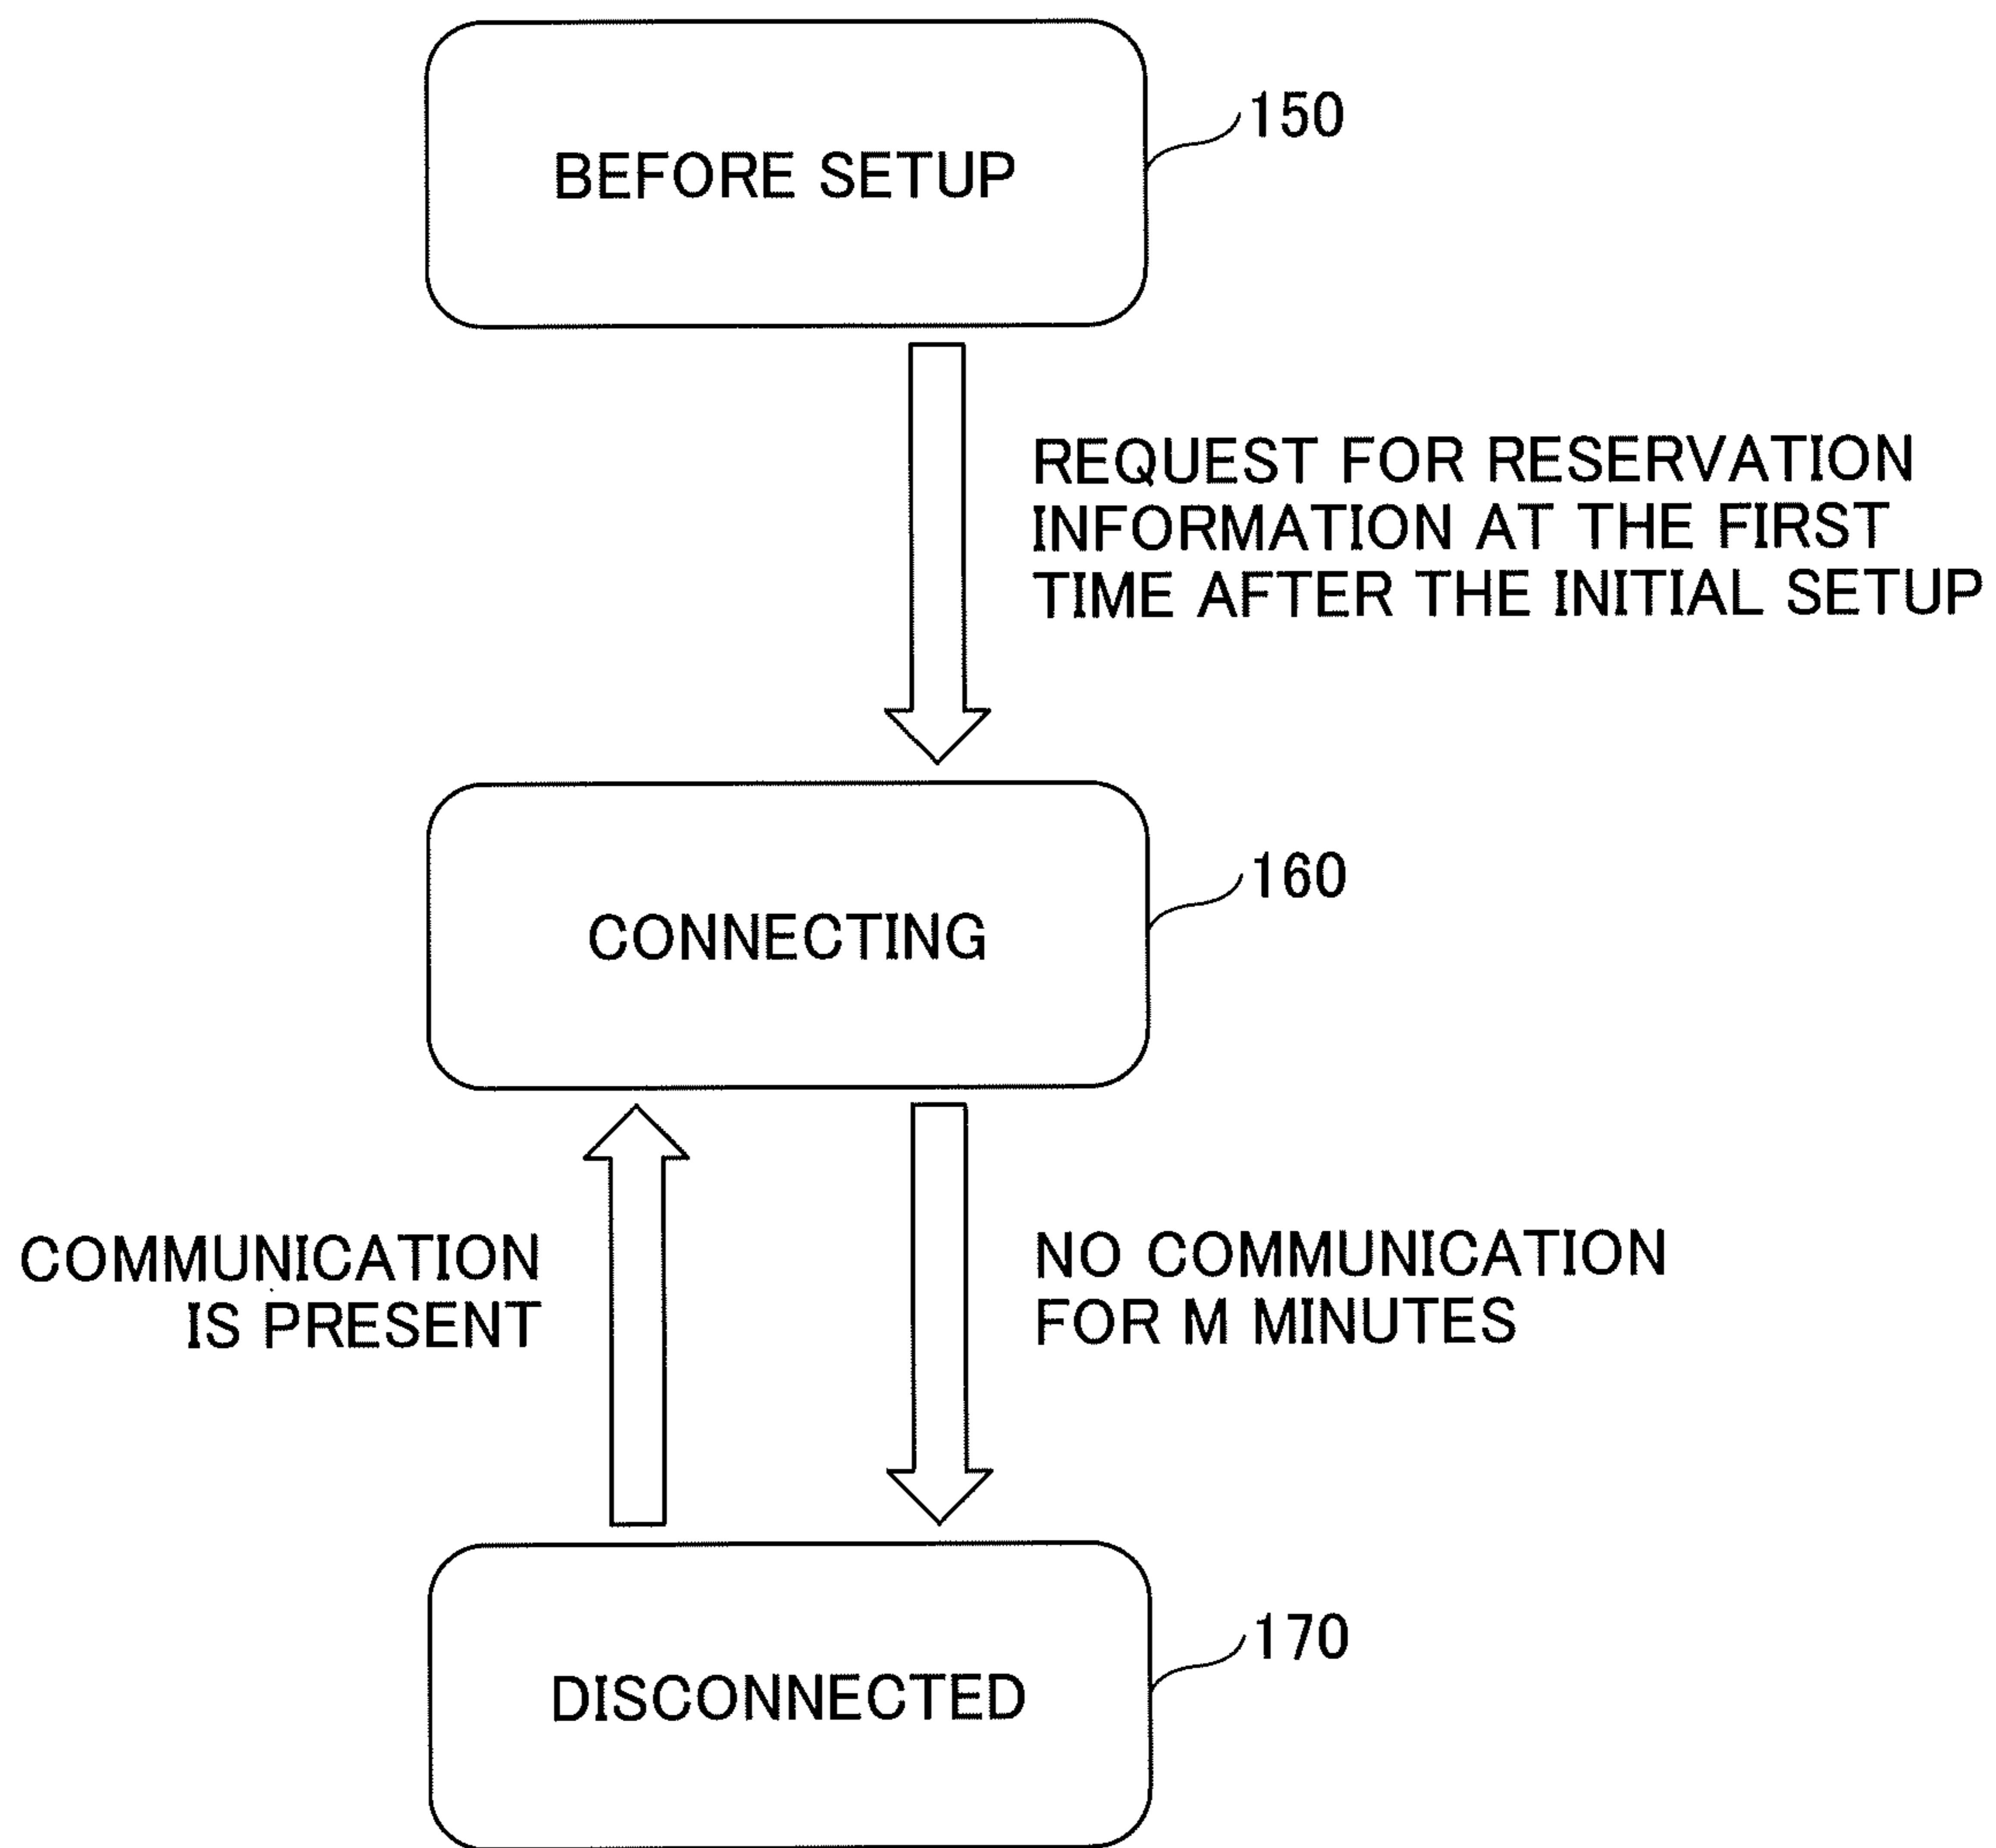 BEFORE SETUP
150
REQUEST FOR RESERVATION
INFORMATION AT THE FIRST
TIME AFTER THE INITIAL SETUP
CONNECTING
160
COMMUNICATION
IS PRESENT
NO COMMUNICATION
FOR M MINUTES
DISCONNECTED
170